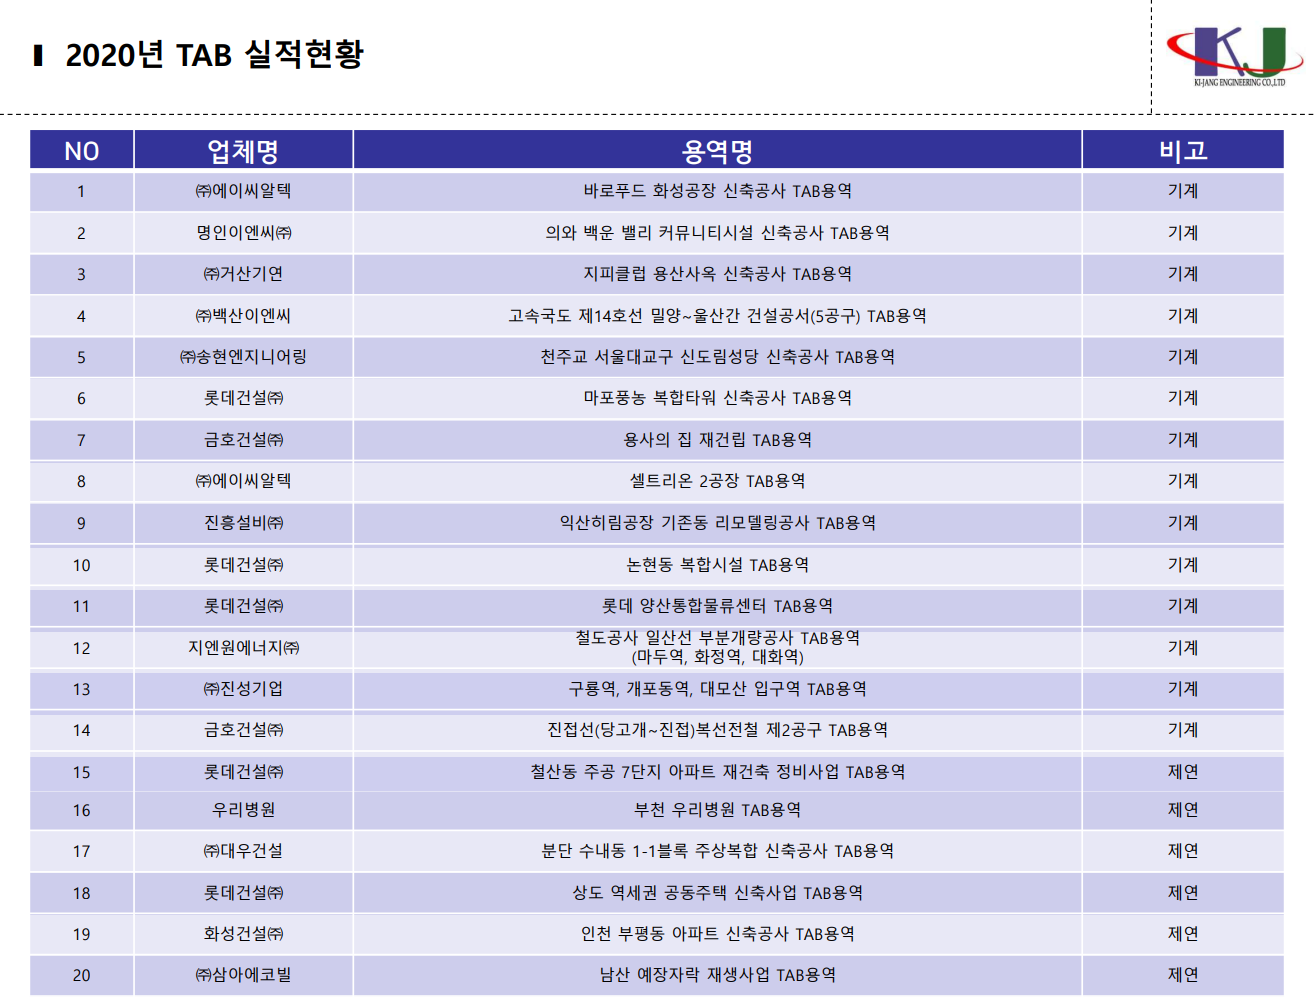 2020년 TAB 실적현황
KJ
KI-JANG ENGINEERING CO.,LTD
NO 업체명 용역명 비고
1 ㈜에이씨알텍 바로푸드 화성공장 신축공사 TAB용역 기계
2 명인이엔씨㈜ 의와 백운 밸리 커뮤니티시설 신축공사 TAB용역 기계
3 ㈜거산기연 지피클럽 용산사옥 신축공사 TAB용역 기계
4 ㈜백산이엔씨 고속국도 제14호선 밀양~울산간 건설공서(5공구) TAB용역 기계
5 ㈜송현엔지니어링 천주교 서울대교구 신도림성당 신축공사 TAB용역 기계
6 롯데건설㈜ 마포풍농 복합타워 신축공사 TAB용역 기계
7 금호건설㈜ 용사의 집 재건립 TAB용역 기계
8 ㈜에이씨알텍 셀트리온 2공장 TAB용역 기계
9 진흥설비㈜ 익산히림공장 기존동 리모델링공사 TAB용역 기계
10 롯데건설㈜ 논현동 복합시설 TAB용역 기계
11 롯데건설㈜ 롯데 양산통합물류센터 TAB용역 기계
12 지엔원에너지㈜ 철도공사 일산선 부분개량공사 TAB용역 기계
(마두역, 화정역, 대화역)
13 ㈜진성기업 구룡역, 개포동역, 대모산 입구역 TAB용역 기계
14 금호건설㈜ 진접선(당고개~진접)복선전철 제2공구 TAB용역 기계
15 롯데건설㈜ 철산동 주공 7단지 아파트 재건축 정비사업 TAB용역 제연
16 우리병원 부천 우리병원 TAB용역 제연
17 ㈜대우건설 분단 수내동 1-1블록 주상복합 신축공사 TAB용역 제연
18 롯데건설㈜ 상도 역세권 공동주택 신축사업 TAB용역 제연
19 화성건설㈜ 인천 부평동 아파트 신축공사 TAB용역 제연
20 ㈜삼아에코빌 남산 예장자락 재생사업 TAB용역 제연